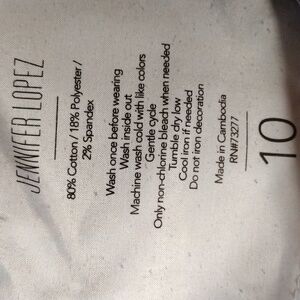 JENNIFER LOPEZ
80% Cotton / 18% Polyester /
2% Spandex
Wash once before wearing
Wash inside out
Machine wash cold with like colors
Gentle cycle
Only non-chlorine bleach when needed
Tumble dry low
Cool iron if needed
Do not iron decoration
Made in Cambodia
RN#73277
10